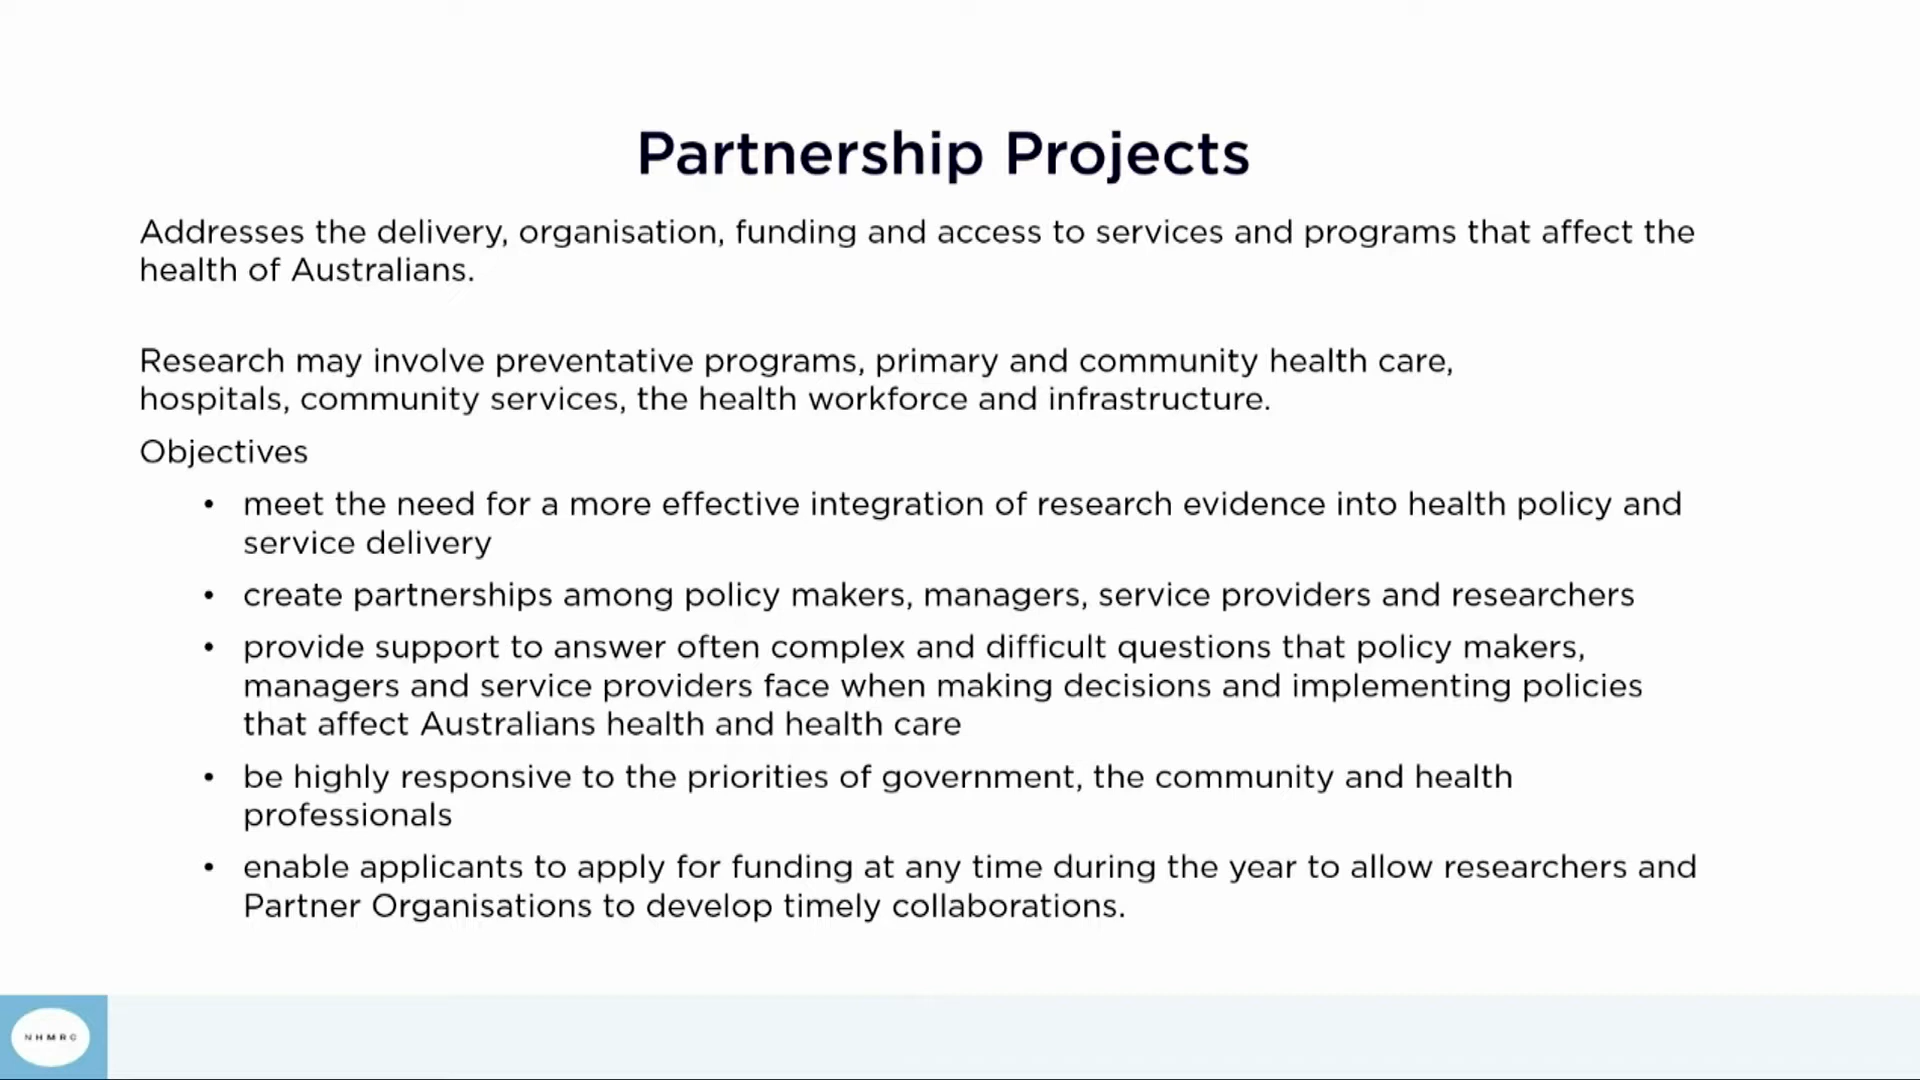 Partnership Projects
Addresses the delivery, organisation, funding and access to services and programs that affect the
health of Australians.
Research may involve preventative programs, primary and community health care,
hospitals, community services, the health workforce and infrastructure.
Objectives
• meet the need for a more effective integration of research evidence into health policy and
service delivery
• create partnerships among policy makers, managers, service providers and researchers
• provide support to answer often complex and difficult questions that policy makers,
managers and service providers face when making decisions and implementing policies
that affect Australians health and health care
• be highly responsive to the priorities of government, the community and health
professionals
• enable applicants to apply for funding at any time during the year to allow researchers and
Partner Organisations to develop timely collaborations.
NHMRC